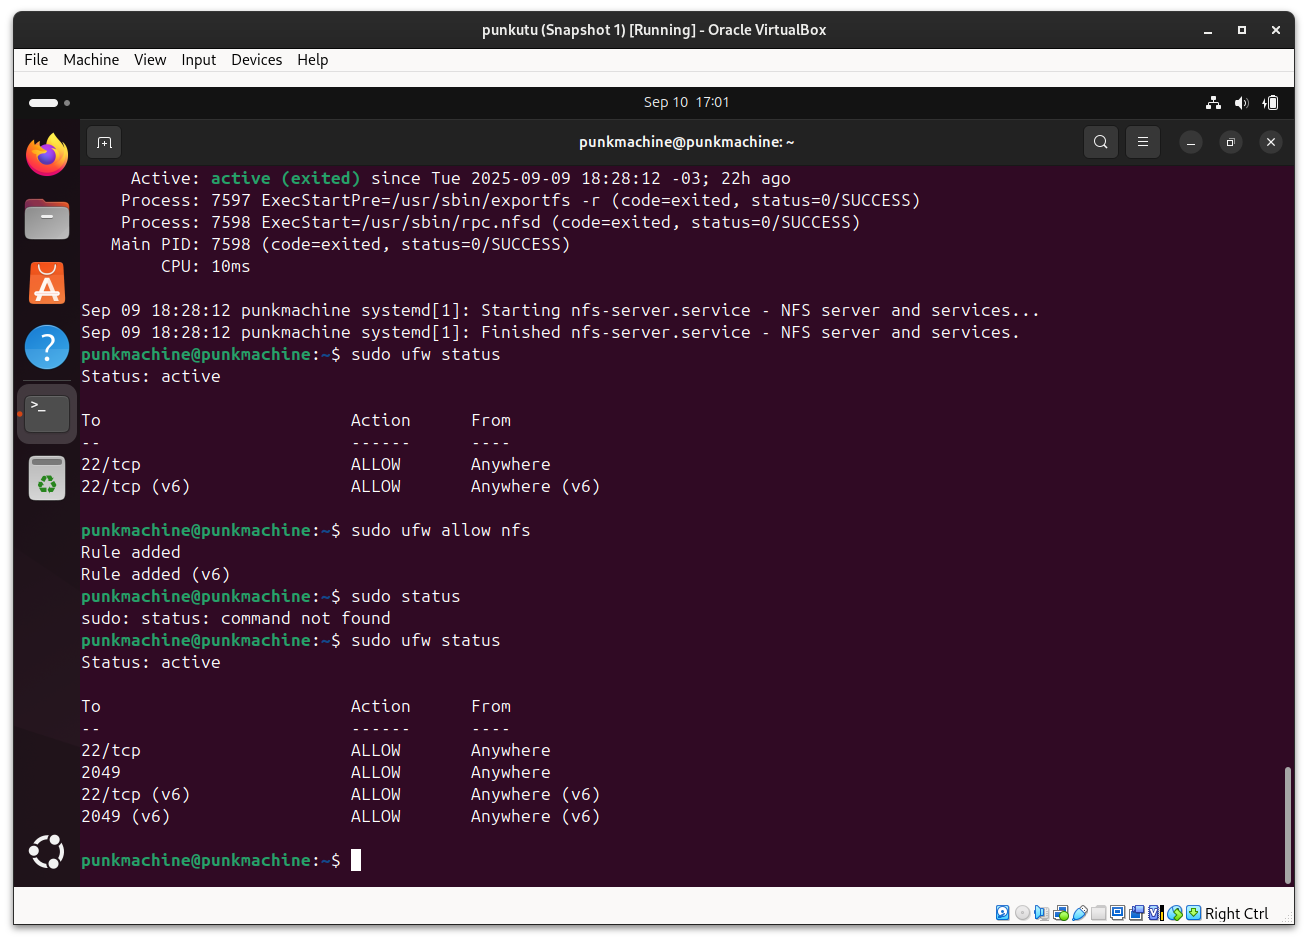 punkutu (Snapshot 1) [Running] - Oracle VirtualBox
File Machine View Input Devices Help
Sep 10 17:01
punkmachine@punkmachine: ~
Active: active (exited) since Tue 2025-09-09 18:28:12 -03; 22h ago
Process: 7597 ExecStartPre=/usr/sbin/exportfs -r (code=exited, status=0/SUCCESS)
Process: 7598 ExecStart=/usr/sbin/rpc.nfsd (code=exited, status=0/SUCCESS)
Main PID: 7598 (code=exited, status=0/SUCCESS)
CPU: 10ms
Sep 09 18:28:12 punkmachine systemd[1]: Starting nfs-server.service - NFS server and services...
Sep 09 18:28:12 punkmachine systemd[1]: Finished nfs-server.service - NFS server and services.
punkmachine@punkmachine:~$ sudo ufw status
Status: active
To Action From
-- ------ ----
22/tcp ALLOW Anywhere
22/tcp (v6) ALLOW Anywhere (v6)
punkmachine@punkmachine:~$ sudo ufw allow nfs
Rule added
Rule added (v6)
punkmachine@punkmachine:~$ sudo status
sudo: status: command not found
punkmachine@punkmachine:~$ sudo ufw status
Status: active
To Action From
-- ------ ----
22/tcp ALLOW Anywhere
2049 ALLOW Anywhere
22/tcp (v6) ALLOW Anywhere (v6)
2049 (v6) ALLOW Anywhere (v6)
punkmachine@punkmachine:~$
Right Ctrl